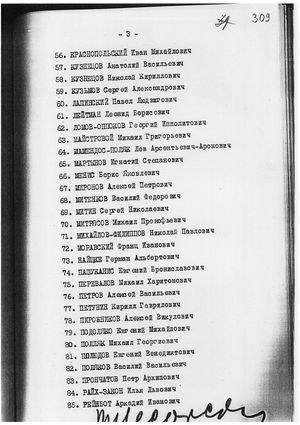 - 3 -
309
56. КРАСНОПОЛЬСКИЙ Иван Михайлович
57. КУЗНЕЦОВ Анатолий Васильевич
58. КУЗНЕЦОВ Николай Кириллович
59. КУЗЬМОВ Сергей Александрович
60. ЛАПИНСКИЙ Павел Людвигович
61. ЛЕЙТМАН Леонид Борисович
62. ЛОМОВ-ОППОКОВ Георгий Ипполитович
63. МАЙСТРОВОЙ Михаил Григорьевич
64. МАМЕНДОС-ПОЛЯК Лев Арсентьевич-Аронович
65. МАРТЫНОВ Игнатий Степанович
66. МЕНИС Борис Яковлевич
67. МИРОНОВ Алексей Петрович
68. МИТЕНКОВ Василий Федорович
69. МИТИН Сергей Николаевич
70. МИТРЯСОВ Михаил Прокофьевич
71. МИХАЙЛОВ-ФИЛИППОВ Николай Павлович
72. МОРАВСКИЙ Франц Иванович
73. НАЙЦКЕ Герман Альбертович
74. ПАШУКАНИС Евгений Брониславович
75. ПЕРЕВАЛОВ Михаил Харитонович
76. ПЕТРОВ Алексей Васильевич
77. ПЕТУНИН Кирилл Гаврилович
78. ПИРОЖНИКОВ Алексей Викулович
79. ПОДОЛЯКО Евгений Михайлович
80. ПОЛЛЯК Михаил Георгиевич
81. ПОЛЮДОВ Евгений Венедиктович
82. ПОЛЯКОВ Василий Васильевич
83. ПРОНЧАТОВ Петр Архипович
84. РАЙХ-ЗАКОН Илья Львович
85. РЕЙНБОТ Аркадий Иванович